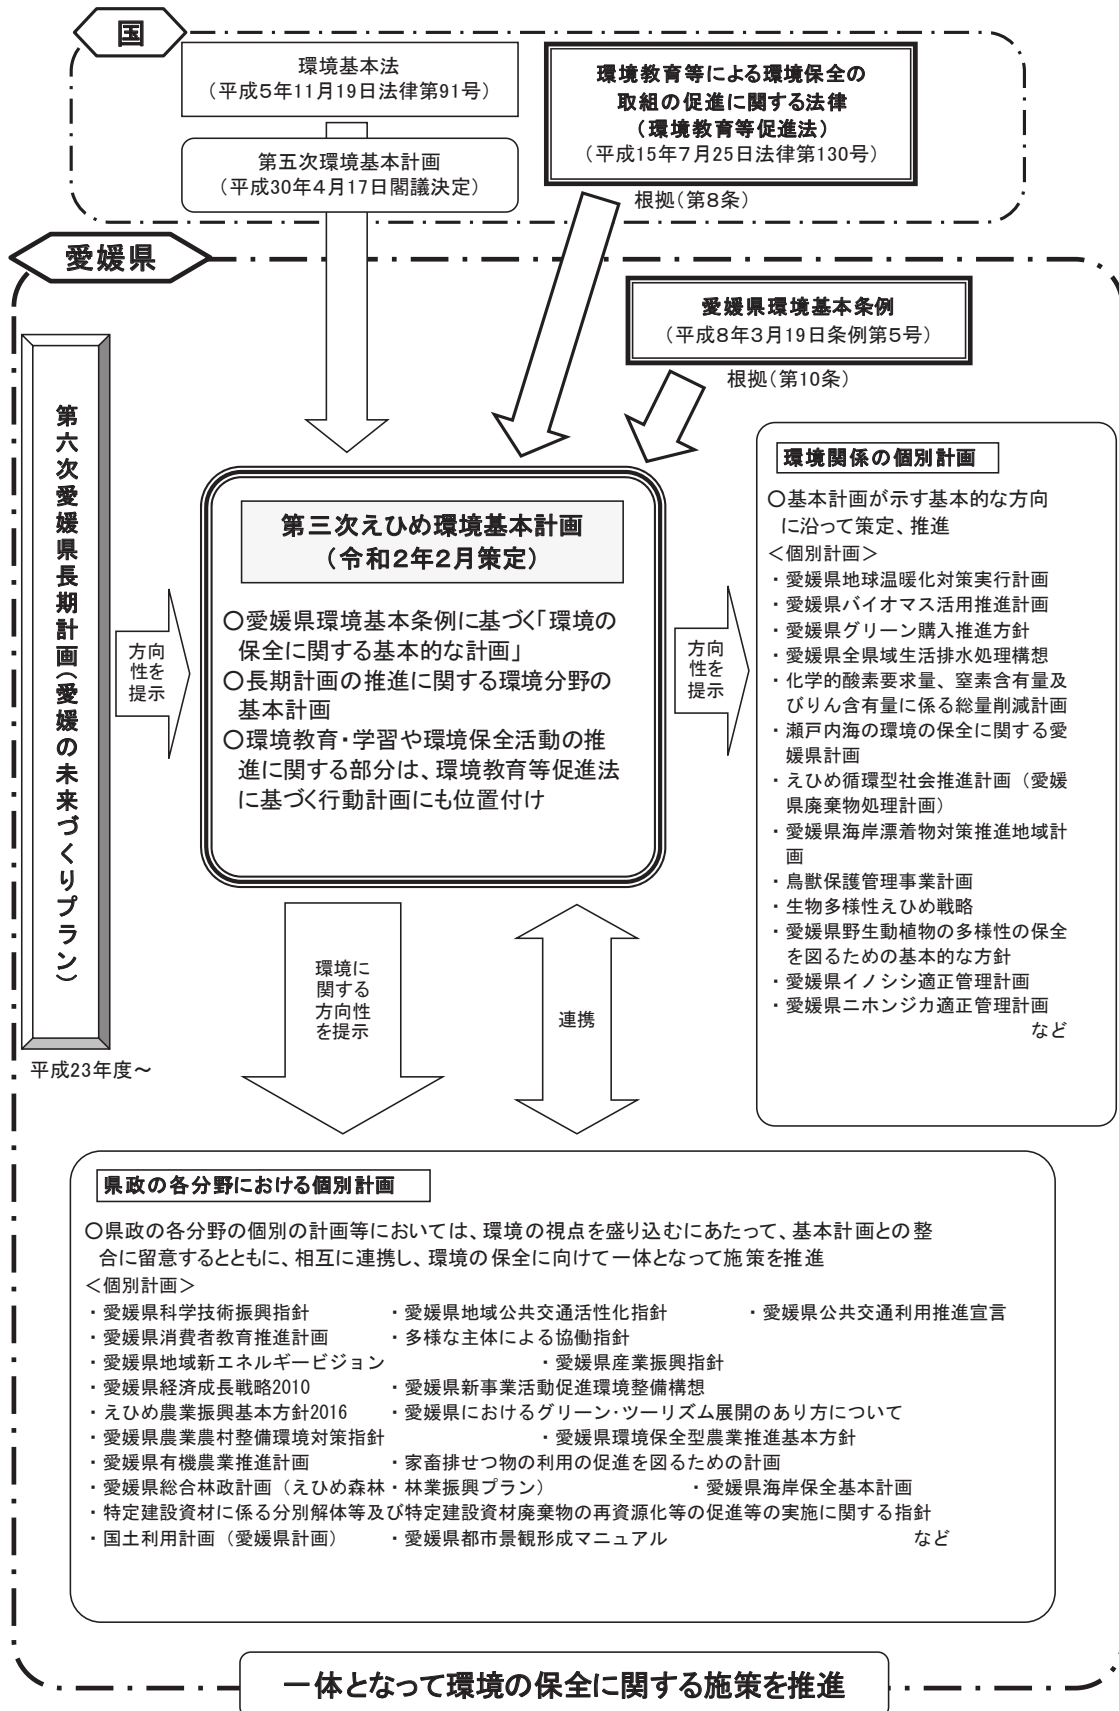 国
環境基本法
（平成5年11月19日法律第91号）
第五次環境基本計画
（平成30年4月17日閣議決定）
環境教育等による環境保全の
取組の促進に関する法律
（環境教育等促進法）
（平成15年7月25日法律第130号）
根拠（第8条）
愛媛県
愛媛県環境基本条例
（平成8年3月19日条例第5号）
根拠（第10条）
第六次愛媛県長期計画（愛媛の未来づくりプラン）
平成23年度～
方向
性を
提示
第三次えひめ環境基本計画
（令和2年2月策定）
○愛媛県環境基本条例に基づく「環境の
保全に関する基本的な計画」
○長期計画の推進に関する環境分野の
基本計画
○環境教育・学習や環境保全活動の推
進に関する部分は、環境教育等促進法
に基づく行動計画にも位置付け
方向
性を
提示
環境関係の個別計画
○基本計画が示す基本的な方向
に沿って策定、推進
＜個別計画＞
・愛媛県地球温暖化対策実行計画
・愛媛県バイオマス活用推進計画
・愛媛県グリーン購入推進方針
・愛媛県全県域生活排水処理構想
・化学的酸素要求量、窒素含有量及
びりん含有量に係る総量削減計画
・瀬戸内海の環境の保全に関する愛
媛県計画
・えひめ循環型社会推進計画（愛媛
県廃棄物処理計画）
・愛媛県海岸漂着物対策推進地域計
画
・鳥獣保護管理事業計画
・生物多様性えひめ戦略
・愛媛県野生動植物の多様性の保全
を図るための基本的な方針
・愛媛県イノシシ適正管理計画
・愛媛県ニホンジカ適正管理計画
など
環境に
関する
方向性
を提示
連携
県政の各分野における個別計画
○県政の各分野の個別の計画等においては、環境の視点を盛り込むにあたって、基本計画との整
合に留意するとともに、相互に連携し、環境の保全に向けて一体となって施策を推進
＜個別計画＞
・愛媛県科学技術振興指針 ・愛媛県地域公共交通活性化指針 ・愛媛県公共交通利用推進宣言
・愛媛県消費者教育推進計画 ・多様な主体による協働指針
・愛媛県地域新エネルギービジョン ・愛媛県産業振興指針
・愛媛県経済成長戦略2010 ・愛媛県新事業活動促進環境整備構想
・えひめ農業振興基本方針2016 ・愛媛県におけるグリーン・ツーリズム展開のあり方について
・愛媛県農業農村整備環境対策指針 ・愛媛県環境保全型農業推進基本方針
・愛媛県有機農業推進計画 ・家畜排せつ物の利用の促進を図るための計画
・愛媛県総合林政計画（えひめ森林・林業振興プラン） ・愛媛県海岸保全基本計画
・特定建設資材に係る分別解体等及び特定建設資材廃棄物の再資源化等の促進等の実施に関する指針
・国土利用計画（愛媛県計画） ・愛媛県都市景観形成マニュアル など
一体となって環境の保全に関する施策を推進